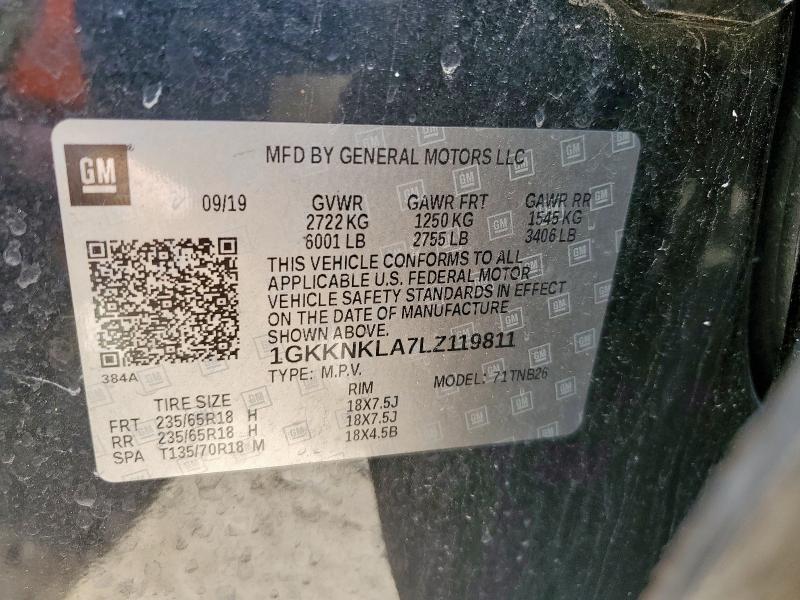 GM
MFD BY GENERAL MOTORS LLC
09/19 GVWR GAWR FRT GAWR RR
2722 KG 1250 KG 1545 KG
6001 LB 2755 LB 3406 LB
THIS VEHICLE CONFORMS TO ALL
APPLICABLE U.S. FEDERAL MOTOR
VEHICLE SAFETY STANDARDS IN EFFECT
ON THE DATE OF MANUFACTURE
SHOWN ABOVE.
1GKKNKLA7LZ119811
384A
TYPE: M.P.V. MODEL: 71TNB26
TIRE SIZE RIM
FRT 235/65R18 H 18X7.5J
RR 235/65R18 H 18X7.5J
SPA T135/70R18 M 18X4.5B